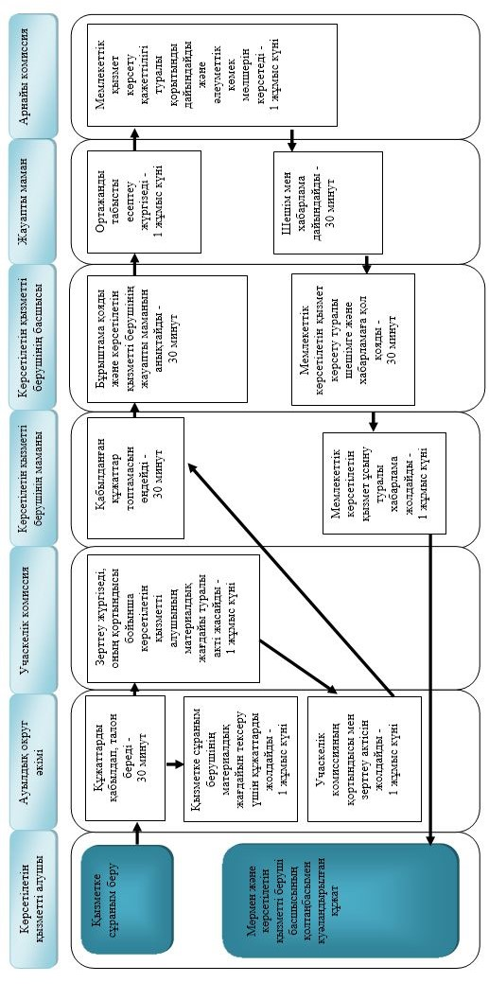 Көрсетілетін
қызметті алушы
Ауылдық округ
әкімі
Учаскелік комиссия
Көрсетілетін қызметті
берушінің маманы
Көрсетілетін қызметті
берушінің басшысы
Жауапты маман
Арнайы комиссия
Қызметке
сұраным беру
Мөрмен және
көрсетілетін
қызметті беруші
басшысының
қолтаңбасымен
куәландырылған
құжат
Құжаттарды
қабылдап, талон
береді -
30 минут
Қызметке сұраным
берушінің
материалдық
жағдайын тексеру
үшін құжаттарды
жолдайды -
1 жұмыс күні
Учаскелік
комиссияның
қортындысы мен
зерттеу актісін
жолдайды -
1 жұмыс күні
Зерттеу жүргізеді,
оның қортындысы
бойынша
көрсетілетін
қызметті
алушының
материалдық
жағдайы туралы
акті жасайды -
1 жұмыс күні
Қабылданған
құжаттар
топтамасын
өңдейді -
30 минут
Мемлекеттік
көрсетілетін
қызмет ұсыну
туралы
хабарлама
жолдайды -
1 жұмыс күні
Бұрыштама қояды
және көрсетілетін
қызметті берушінің
жауапты маманын
анықтайды -
30 минут
Мемлекеттік
көрсетілетін қызмет
көрсету туралы
шешімге және
хабарламаға қол
қояды -
30 минут
Ортажанды
табысты
есептеу
жүргізеді -
1 жұмыс күні
Шешім мен
хабарлама
дайындайды -
30 минут
Мемлекеттік
қызмет
көрсету
қажеттілігі
туралы
қорытынды
дайындайды
және
әлеуметтік
көмек
мөлшерін
көрсетеді -
1 жұмыс күні